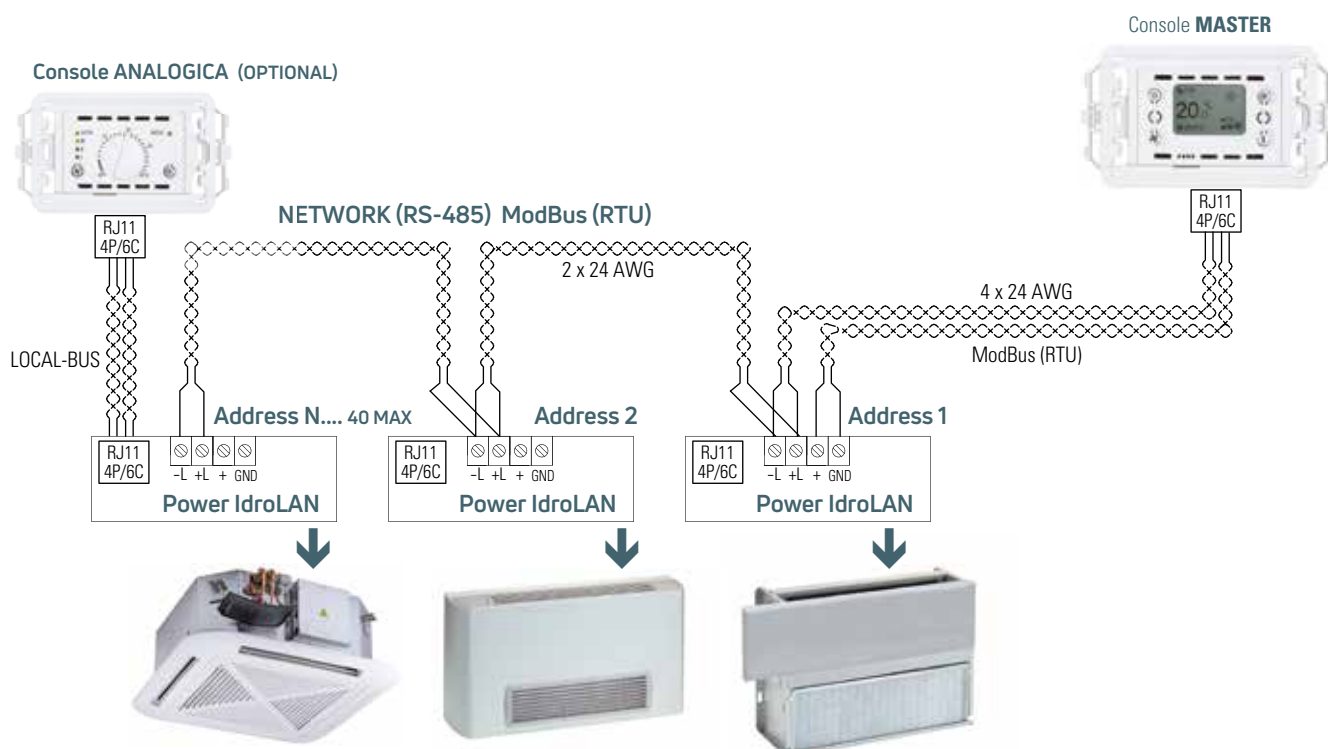 Console MASTER
Console ANALOGICA (OPTIONAL)
20.5
RJ11
4P/6C
RJ11
4P/6C
NETWORK (RS-485) ModBus (RTU)
2 x 24 AWG
4 x 24 AWG
ModBus (RTU)
LOCAL-BUS
Address N.... 40 MAX
Address 2
Address 1
RJ11
4P/6C
-L +L + GND
Power IdroLAN
RJ11
4P/6C
-L +L + GND
Power IdroLAN
RJ11
4P/6C
-L +L + GND
Power IdroLAN